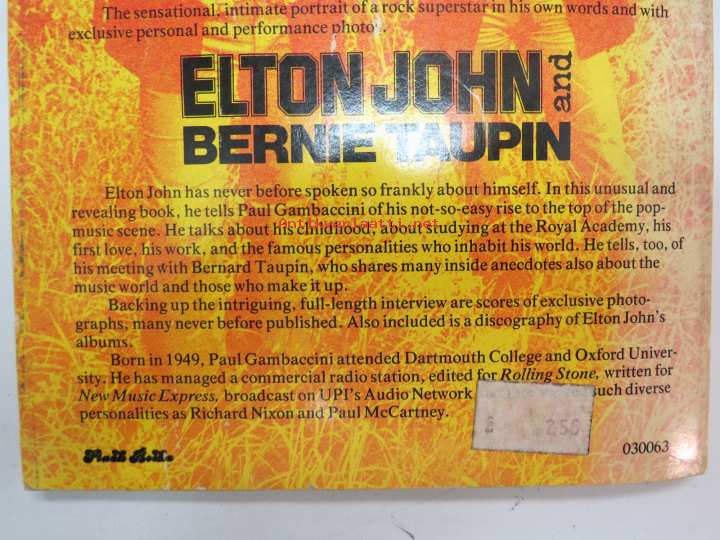 The sensational, intimate portrait of a rock superstar in his own words and with
exclusive personal and performance photos.
ELTON JOHN and
BERNIE TAUPIN
Elton John has never before spoken so frankly about himself. In this unusual and
revealing book, he tells Paul Gambaccini of his not-so-easy rise to the top of the pop-
music scene. He talks about his childhood, about studying at the Royal Academy, his
first love, his work, and the famous personalities who inhabit his world. He tells, too, of
his meeting with Bernard Taupin, who shares many inside anecdotes also about the
music world and those who make it up.
Backing up the intriguing, full-length interview are scores of exclusive photo-
graphs, many never before published. Also included is a discography of Elton John's
albums.
Born in 1949, Paul Gambaccini attended Dartmouth College and Oxford Univer-
sity. He has managed a commercial radio station, edited for Rolling Stone, written for
New Music Express, broadcast on UPI's Audio Network such diverse
personalities as Richard Nixon and Paul McCartney.
256
030063